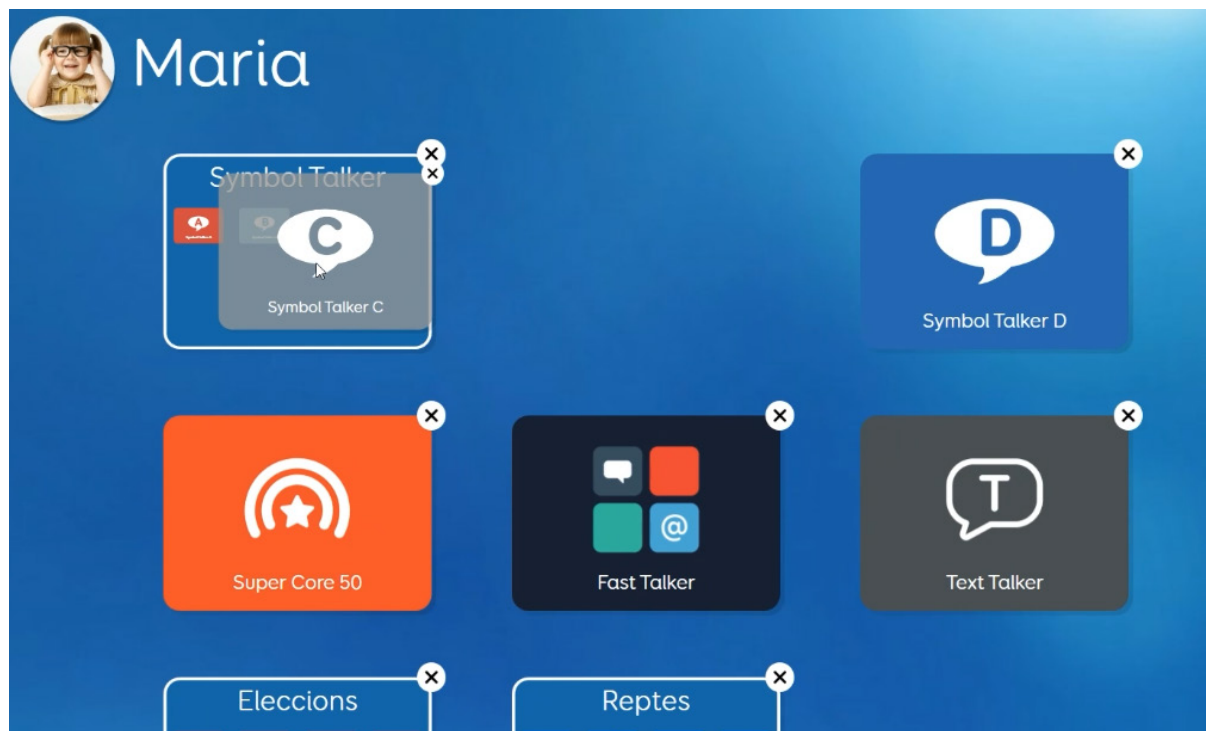 Maria
Symbol Talker
A
C
Symbol Talker C
D
Symbol Talker D
Super Core 50
@
Fast Talker
T
Text Talker
Eleccions
Reptes